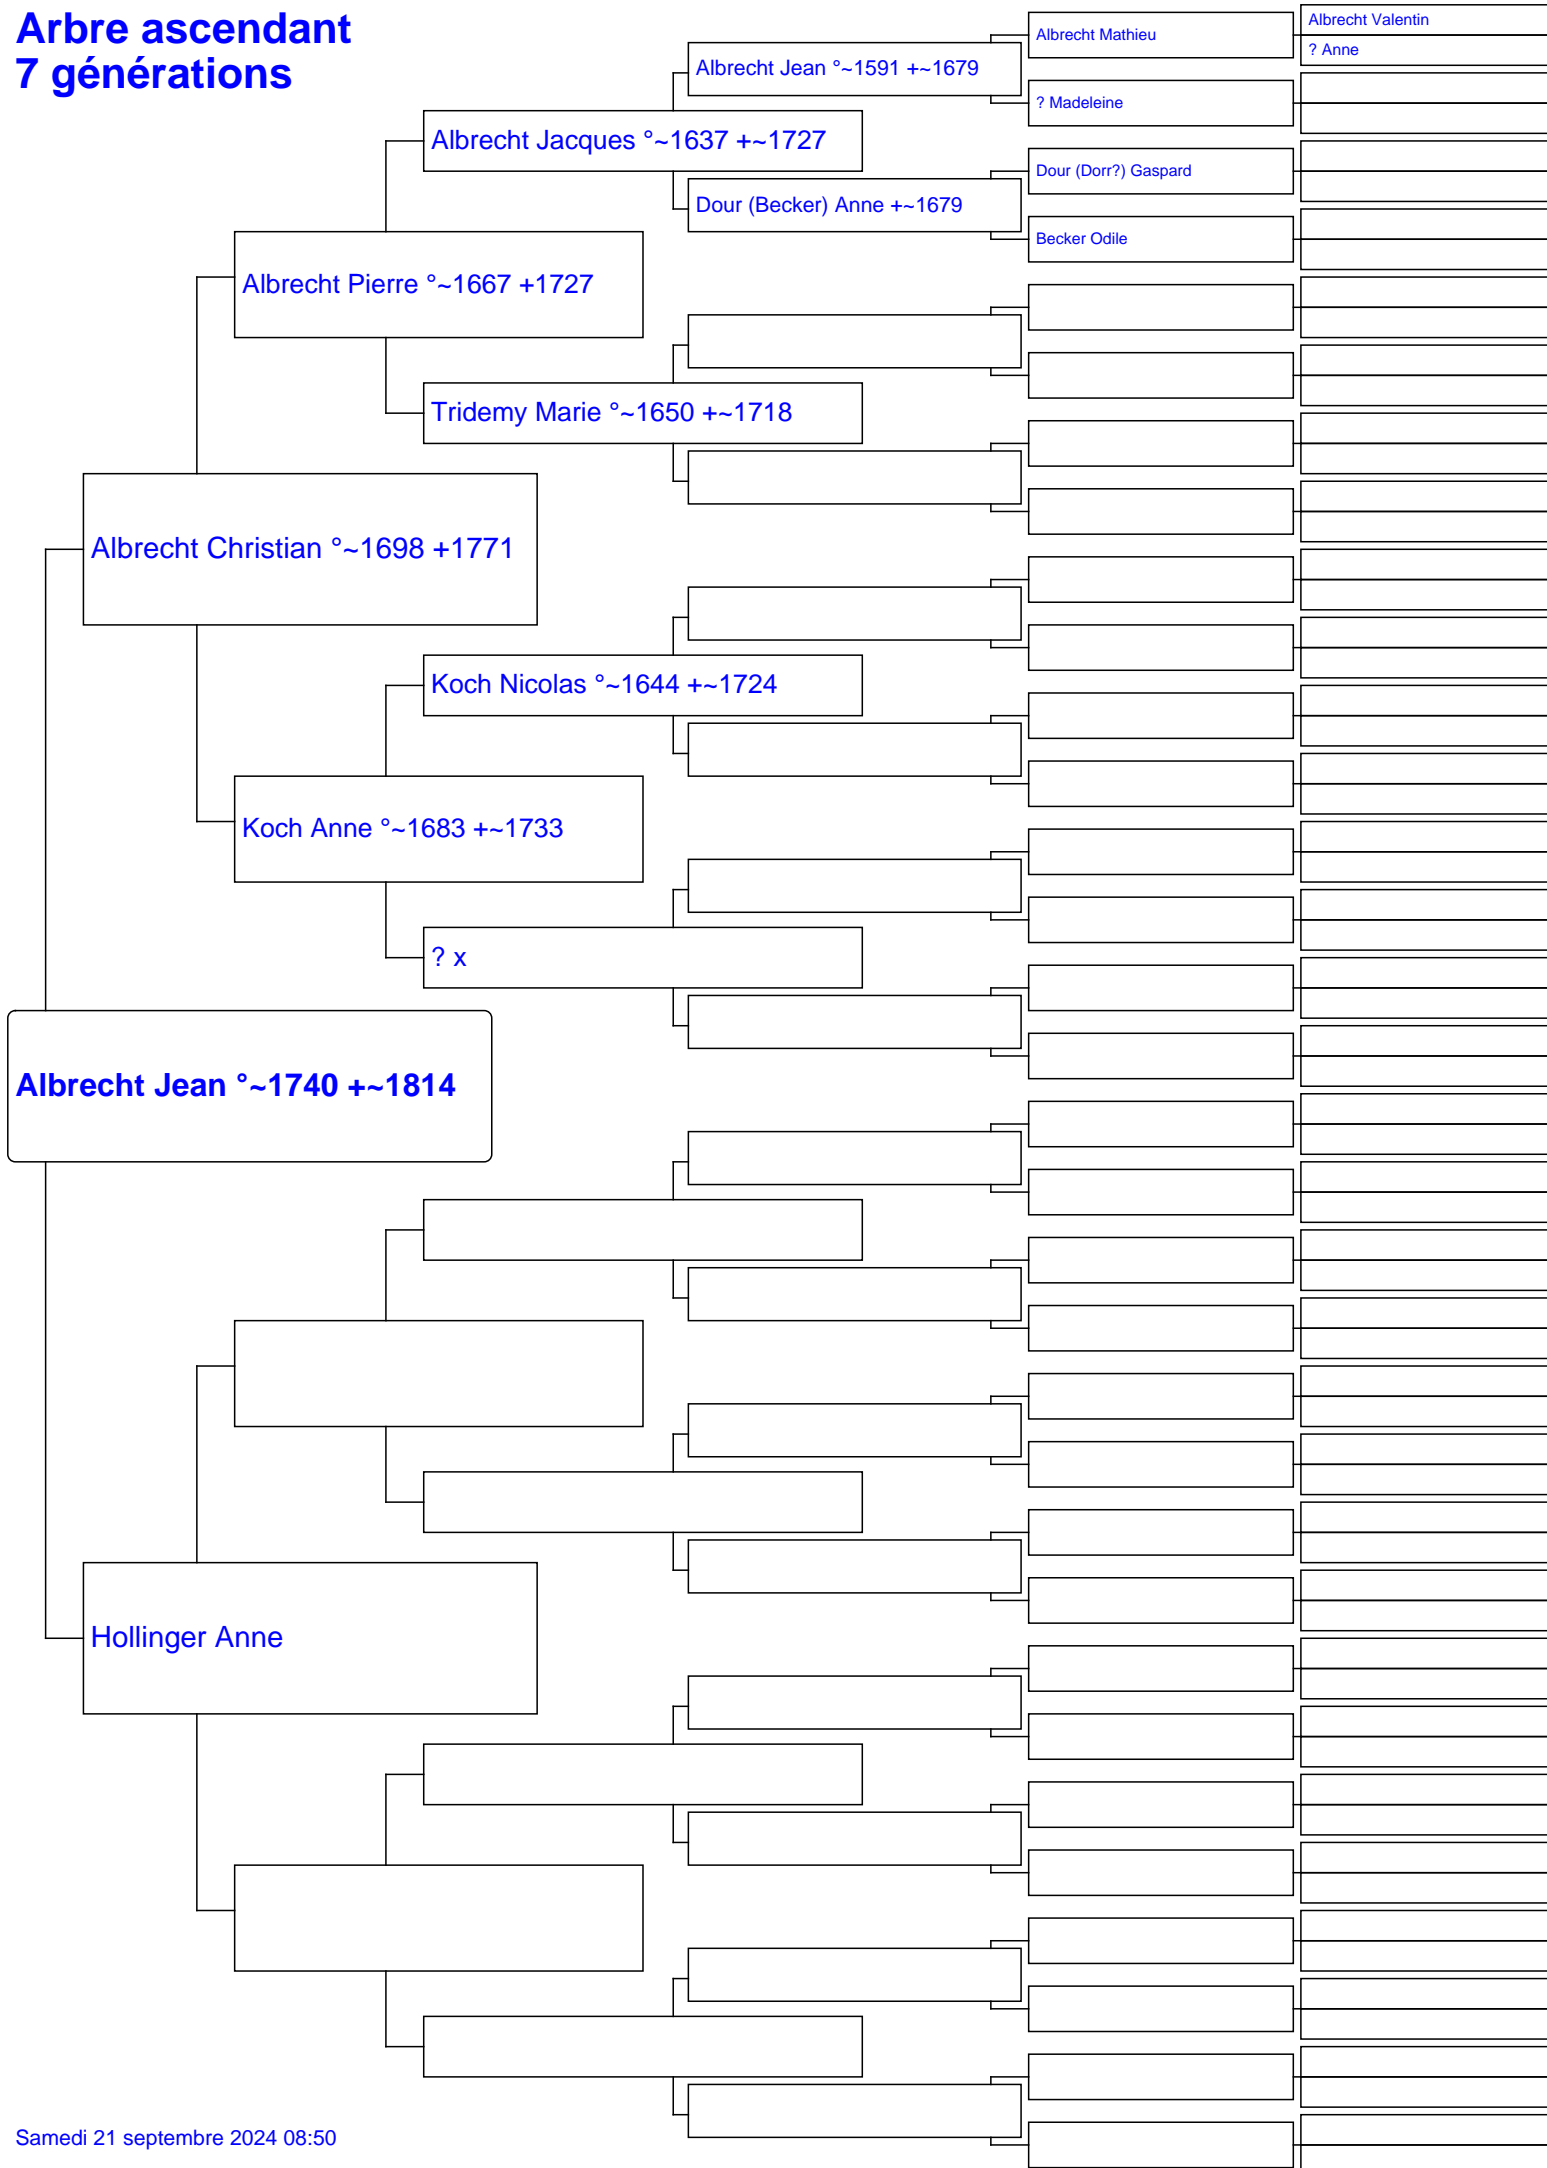 Arbre ascendant
7 générations
Albrecht Valentin
? Anne
Albrecht Mathieu
Albrecht Jean °~1591 +~1679
? Madeleine
Albrecht Jacques °~1637 +~1727
Dour (Dorr?) Gaspard
Dour (Becker) Anne +~1679
Becker Odile
Albrecht Pierre °~1667 +1727
Tridemy Marie °~1650 +~1718
Albrecht Christian °~1698 +1771
Koch Nicolas °~1644 +~1724
Koch Anne °~1683 +~1733
? x
Albrecht Jean °~1740 +~1814
Hollinger Anne
Samedi 21 septembre 2024 08:50